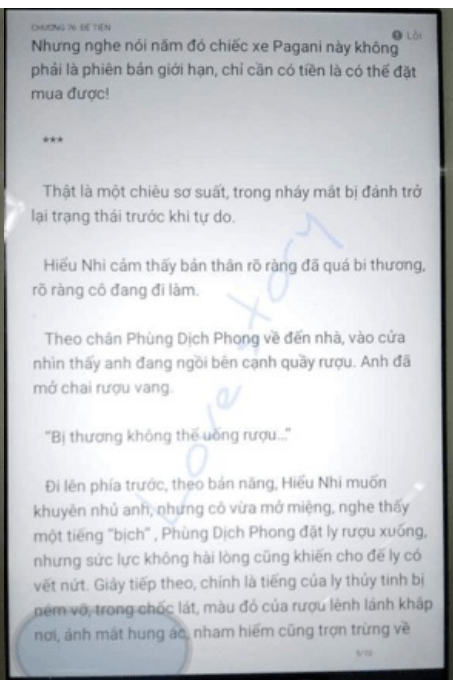 CHƯƠNG 76: ĐÊ TIỆN
Lỗi
Nhưng nghe nói năm đó chiếc xe Pagani này không
phải là phiên bản giới hạn, chỉ cần có tiền là có thể đặt
mua được!
***
Thật là một chiêu sơ suất, trong nháy mắt bị đánh trở
lại trạng thái trước khi tự do.
Hiểu Nhi cảm thấy bản thân rõ ràng đã quá bi thương,
rõ ràng cô đang đi làm.
Theo chân Phùng Dịch Phong về đến nhà, vào cửa
nhìn thấy anh đang ngồi bên cạnh quầy rượu. Anh đã
mở chai rượu vang.
“Bị thương không thể uống rượu...”
Đi lên phía trước, theo bản năng, Hiểu Nhi muốn
khuyên nhủ anh, nhưng cô vừa mở miệng, nghe thấy
một tiếng “bịch” , Phùng Dịch Phong đặt ly rượu xuống,
nhưng sức lực không hài lòng cũng khiến cho đế ly có
vết nứt. Giây tiếp theo, chính là tiếng của ly thủy tinh bị
ném vỡ, trong chốc lát, màu đỏ của rượu lênh lánh khắp
nơi, ánh mắt hung ác, nham hiểm cũng trợn trừng về
Love story